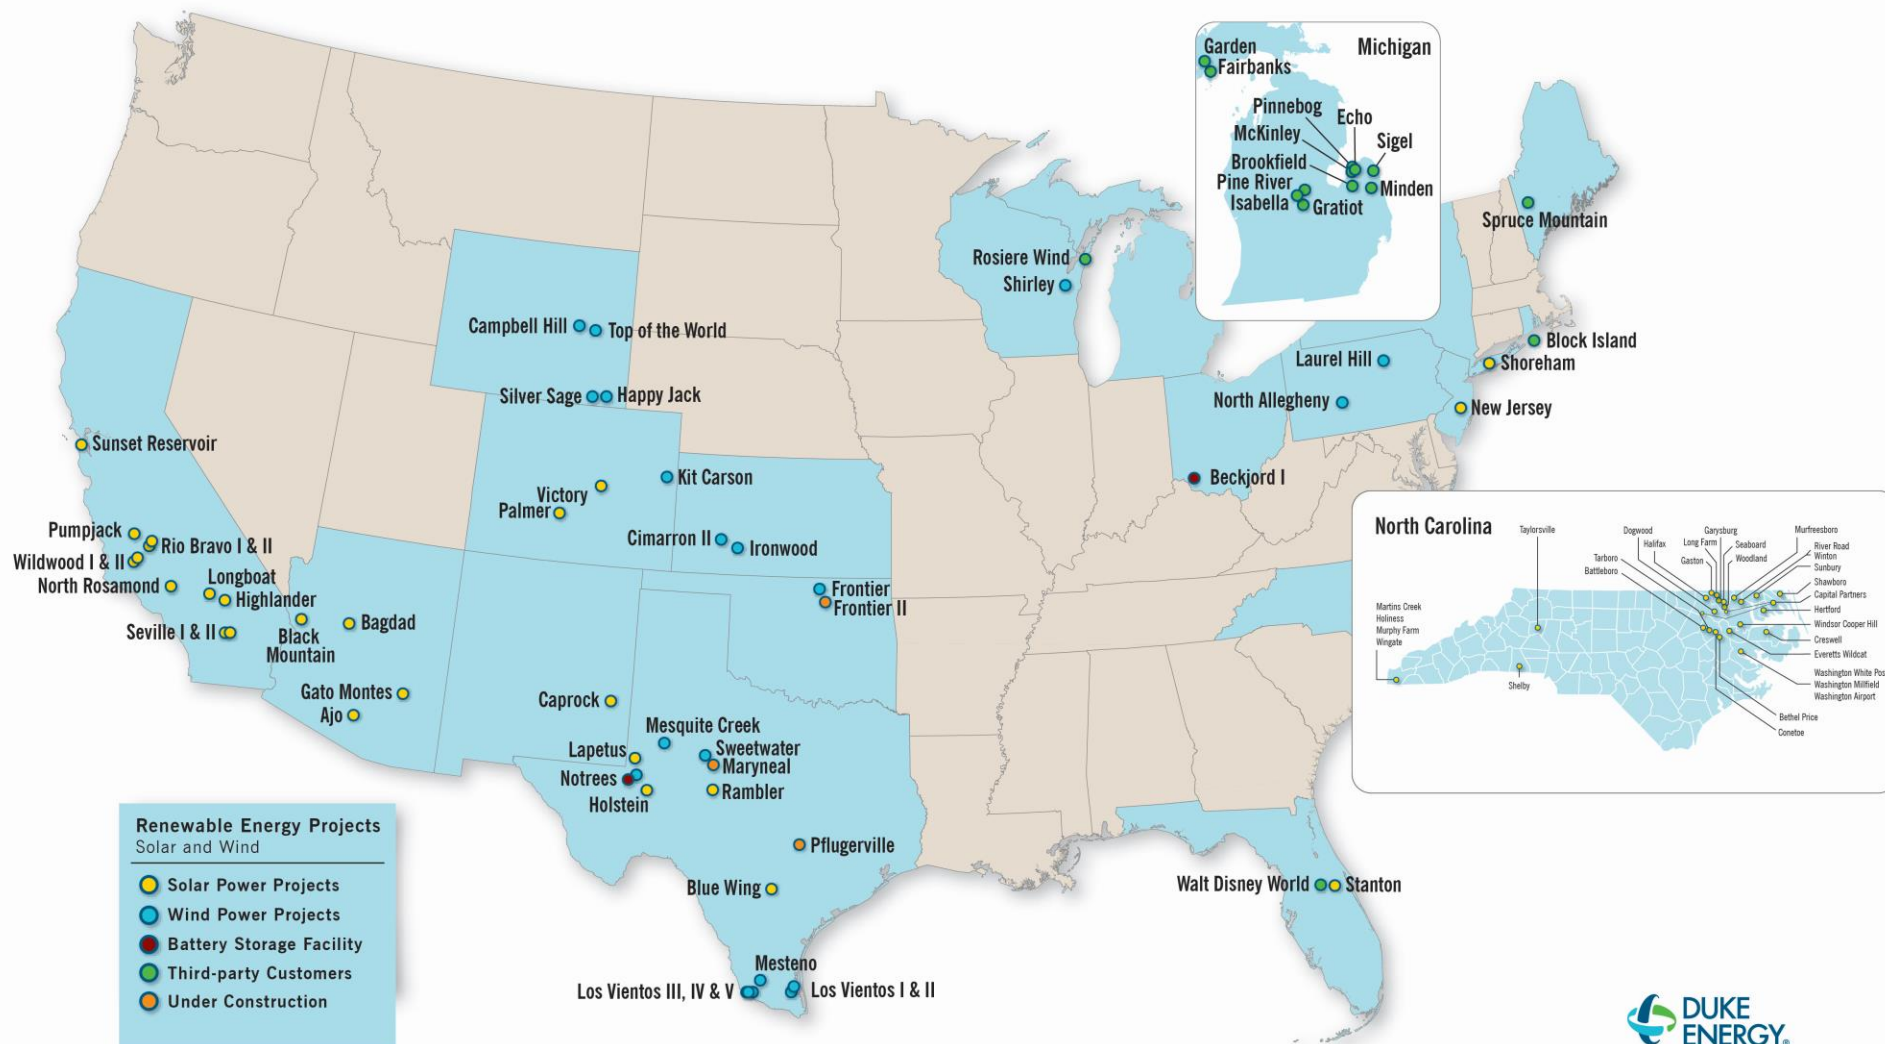 Michigan
Garden
Fairbanks
Pinnebog
Echo
McKinley
Sigel
Brookfield
Pine River
Minden
Isabella
Gratiot
Spruce Mountain
Rosiere Wind
Shirley
Campbell Hill
Top of the World
Block Island
Laurel Hill
Shoreham
Silver Sage
Happy Jack
North Allegheny
New Jersey
Sunset Reservoir
Kit Carson
Beckjord I
Victory
Palmer
Pumpjack
Rio Bravo I & II
Cimarron II
Ironwood
Wildwood I & II
North Rosamond
Longboat
Highlander
Frontier
Frontier II
Seville I & II
Black
Mountain
Bagdad
Gato Montes
Ajo
Caprock
Mesquite Creek
Lapetus
Sweetwater
Maryneal
Notrees
Holstein
Rambler
Pflugerville
Blue Wing
Walt Disney World
Stanton
Mesteno
Los Vientos III, IV & V
Los Vientos I & II
North Carolina
Taylorsville
Dogwood
Halifax
Garysburg
Long Farm
Gaston
Seaboard
Woodland
Murfreesboro
River Road
Winton
Sunbury
Tarboro
Battleboro
Shawboro
Capital Partners
Hertford
Windsor Cooper Hill
Creswell
Everetts Wildcat
Martins Creek
Holiness
Murphy Farm
Wingate
Shelby
Washington White Pos
Washington Millfield
Washington Airport
Bethel Price
Conetoe
Renewable Energy Projects
Solar and Wind
Solar Power Projects
Wind Power Projects
Battery Storage Facility
Third-party Customers
Under Construction
DUKE
ENERGY®